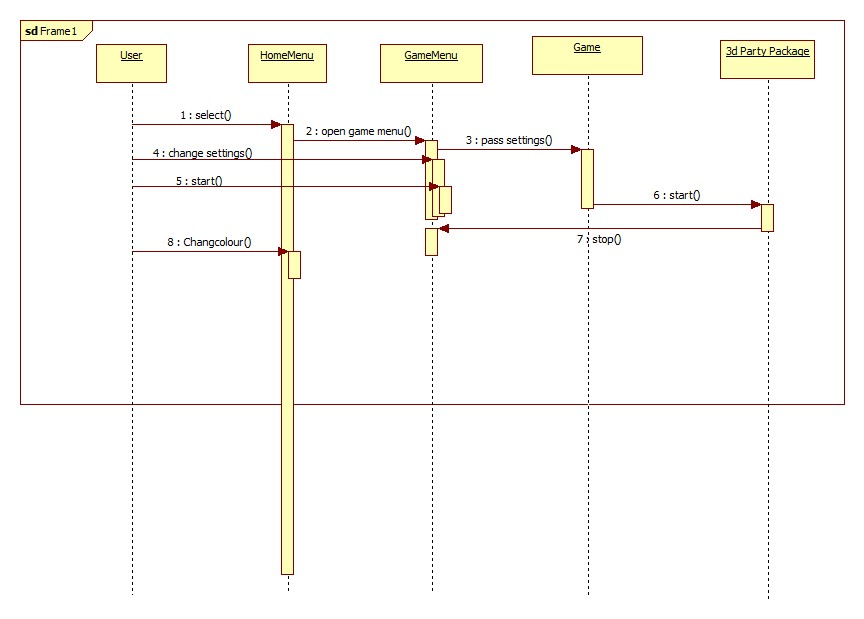 sd Frame1
User
HomeMenu
GameMenu
Game
3d Party Package
1 : select()
2 : open game menu()
3 : pass settings()
4 : change settings()
5 : start()
6 : start()
7 : stop()
8 : Changcolour()